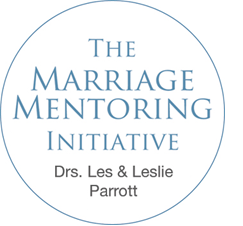 THE
MARRIAGE
MENTORING
INITIATIVE
Drs. Les & Leslie
Parrott